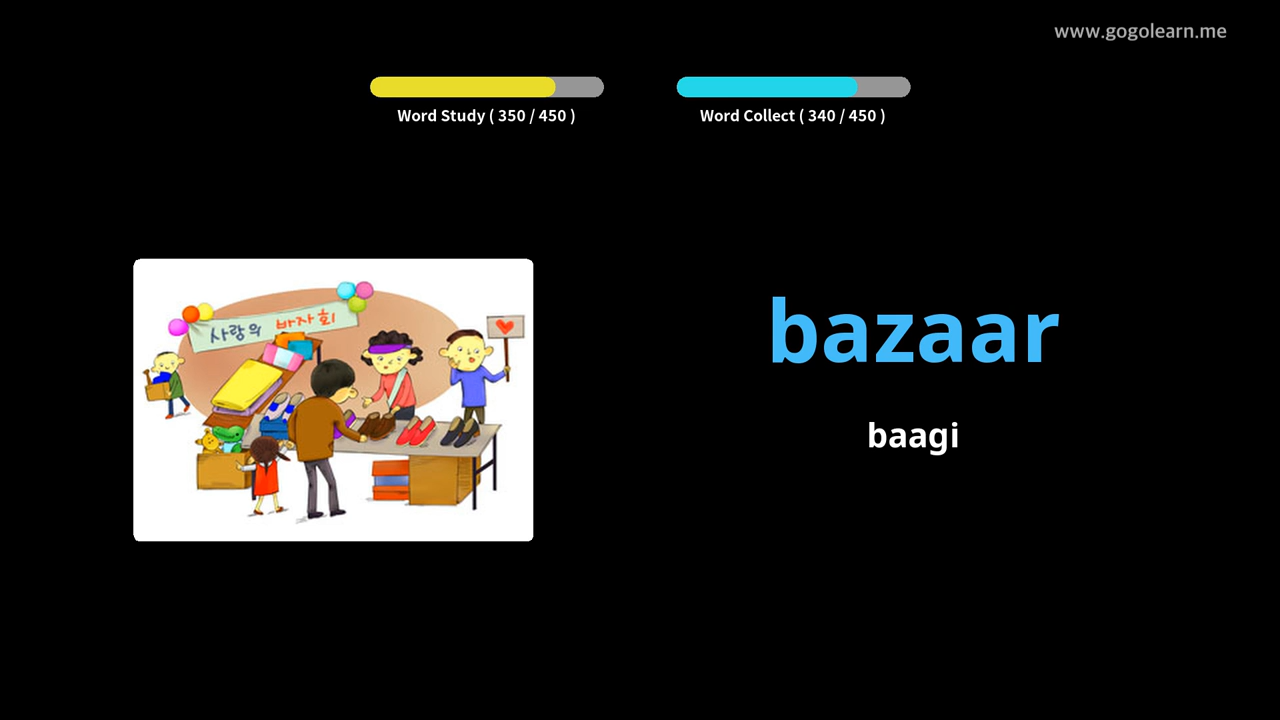 www.gogolearn.me
Word Study ( 350 / 450 )
Word Collect ( 340 / 450 )
사랑의 바자회
bazaar
baagi